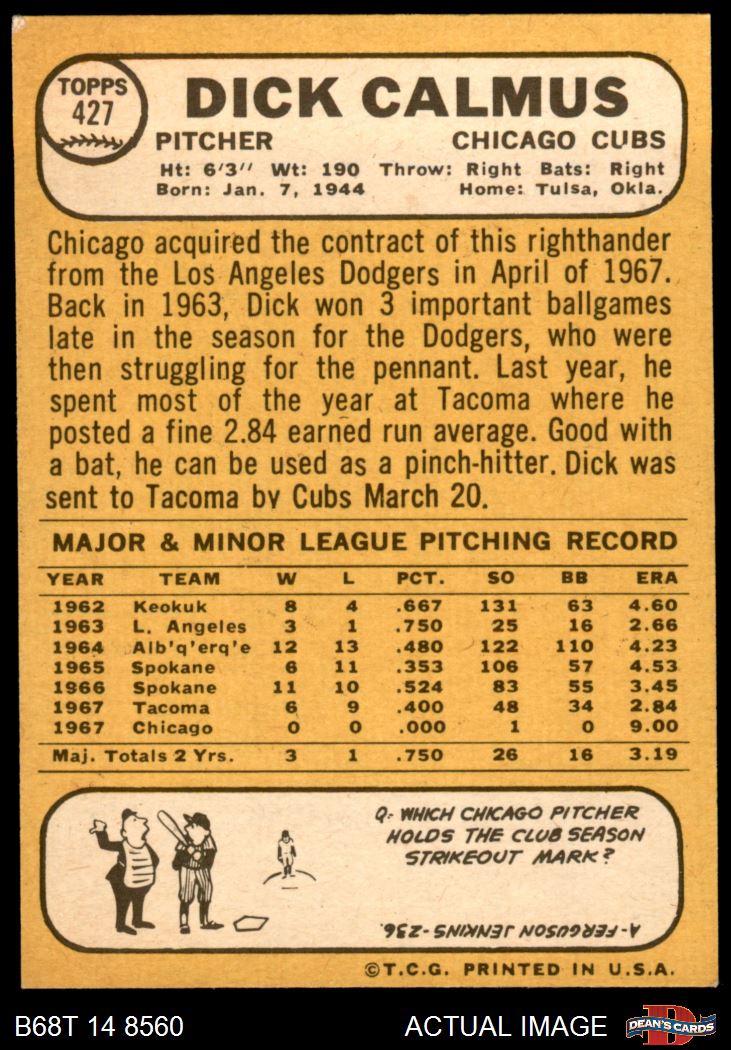 TOPPS
427
DICK CALMUS
PITCHER CHICAGO CUBS
Ht: 6'3'' Wt: 190 Throw: Right Bats: Right
Born: Jan. 7, 1944 Home: Tulsa, Okla.
Chicago acquired the contract of this righthander
from the Los Angeles Dodgers in April of 1967.
Back in 1963, Dick won 3 important ballgames
late in the season for the Dodgers, who were
then struggling for the pennant. Last year, he
spent most of the year at Tacoma where he
posted a fine 2.84 earned run average. Good with
a bat, he can be used as a pinch-hitter. Dick was
sent to Tacoma by Cubs March 20.
MAJOR & MINOR LEAGUE PITCHING RECORD
YEAR TEAM W L PCT. SO BB ERA
1962 Keokuk 8 4 .667 131 63 4.60
1963 L. Angeles 3 1 .750 25 16 2.66
1964 Alb'q'erq'e 12 13 .480 122 110 4.23
1965 Spokane 6 11 .353 106 57 4.53
1966 Spokane 11 10 .524 83 55 3.45
1967 Tacoma 6 9 .400 48 34 2.84
1967 Chicago 0 0 .000 1 0 9.00
Maj. Totals 2 Yrs. 3 1 .750 26 16 3.19
Q- WHICH CHICAGO PITCHER
HOLDS THE CLUB SEASON
STRIKEOUT MARK?
A-FERGUSON JENKINS-236.
©T.C.G. PRINTED IN U.S.A.
B68T 14 8560 ACTUAL IMAGE
D
DEAN'S CARDS